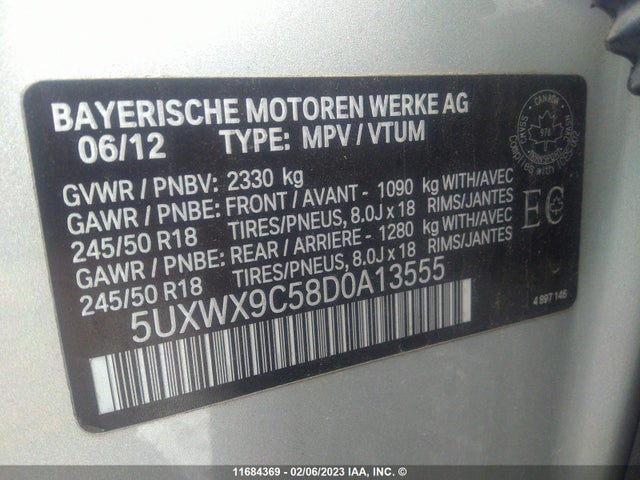 BAYERISCHE MOTOREN WERKE AG
06/12 TYPE: MPV / VTUM
GVWR / PNBV: 2330 kg
GAWR / PNBE: FRONT / AVANT - 1090 kg WITH/AVEC
245/50 R18 TIRES/PNEUS, 8.0J x 18 RIMS/JANTES
GAWR / PNBE: REAR / ARRIERE - 1280 kg WITH/AVEC
245/50 R18 TIRES/PNEUS, 8.0J x 18 RIMS/JANTES
5UXWX9C58D0A13555
CANADA
978
EC
4 897 145
11684369 - 02/06/2023 IAA, INC. ©